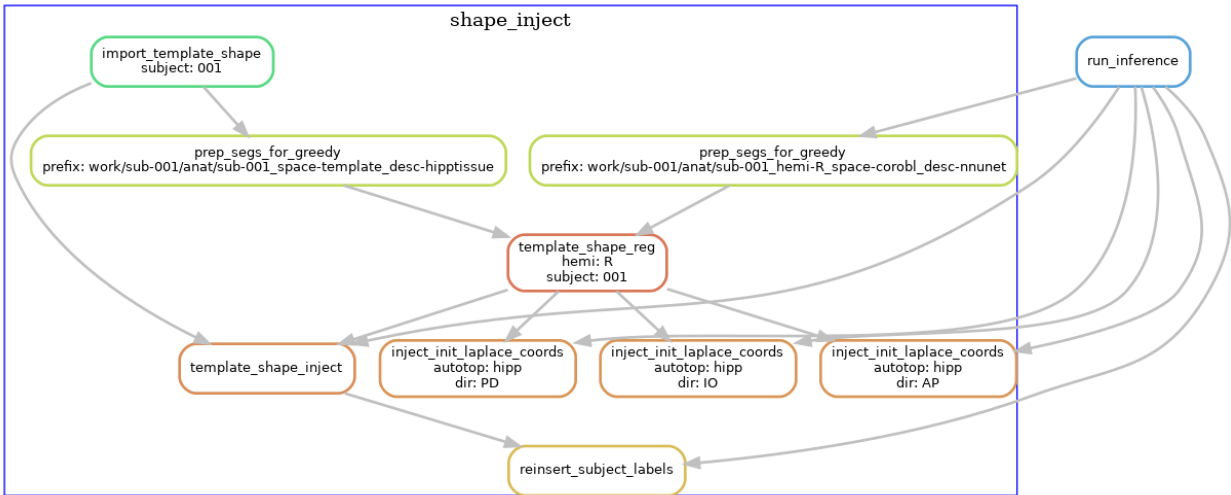 shape_inject
import_template_shape
subject: 001
run_inference
prep_segs_for_greedy
prefix: work/sub-001/anat/sub-001_space-template_desc-hipptissue
prep_segs_for_greedy
prefix: work/sub-001/anat/sub-001_hemi-R_space-corobl_desc-nnunet
template_shape_reg
hemi: R
subject: 001
template_shape_inject
inject_init_laplace_coords
autotop: hipp
dir: PD
inject_init_laplace_coords
autotop: hipp
dir: IO
inject_init_laplace_coords
autotop: hipp
dir: AP
reinsert_subject_labels